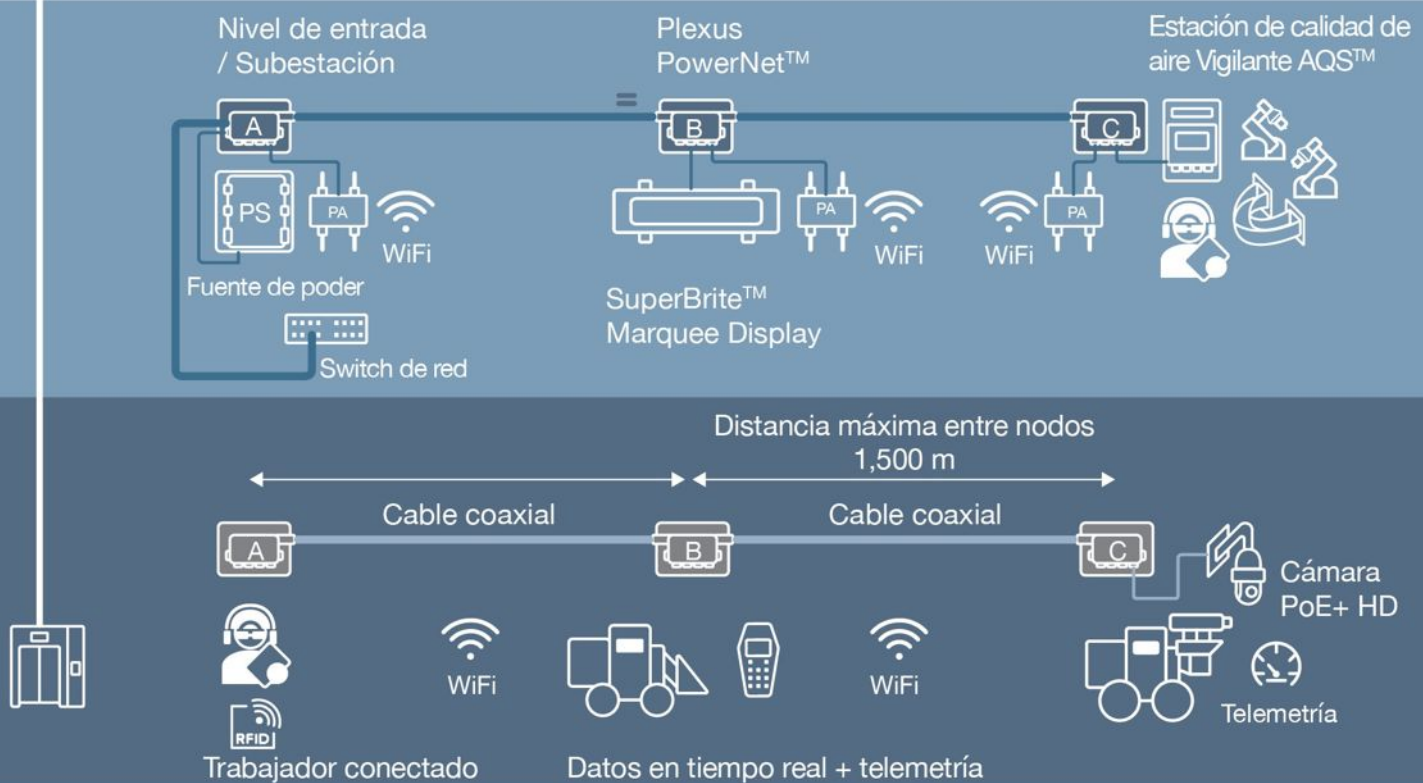 Nivel de entrada
/ Subestación
Plexus
PowerNet™
Estación de calidad de
aire Vigilante AQS™
A
B
C
PS
PA
WiFi
PA
WiFi
WiFi
PA
Fuente de poder
SuperBrite™
Marquee Display
Switch de red
Distancia máxima entre nodos
1,500 m
Cable coaxial
Cable coaxial
A
B
C
Cámara
PoE+ HD
WiFi
WiFi
RFID
Telemetría
Trabajador conectado
Datos en tiempo real + telemetría